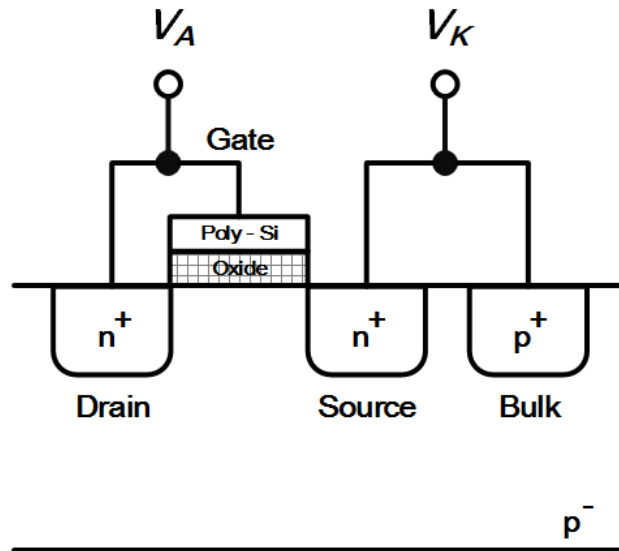 V_A V_K
Gate
Poly - Si
Oxide
n+ n+ p+
Drain Source Bulk
p-